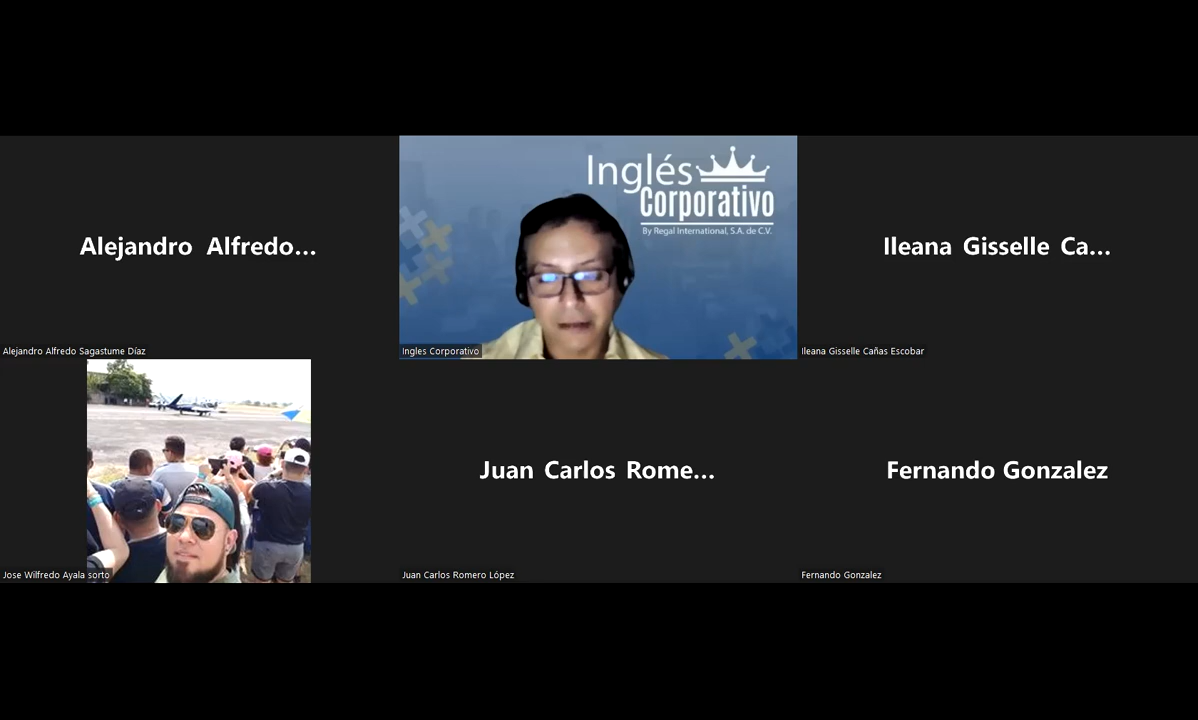 Alejandro Alfredo...
Alejandro Alfredo Sagastume Díaz
Inglés
Corporativo
By Regal International, S.A. de C.V.
Ingles Corporativo
Ileana Gisselle Ca...
Ileana Gisselle Cañas Escobar
Jose Wilfredo Ayala sorto
Juan Carlos Rome...
Juan Carlos Romero López
Fernando Gonzalez
Fernando Gonzalez